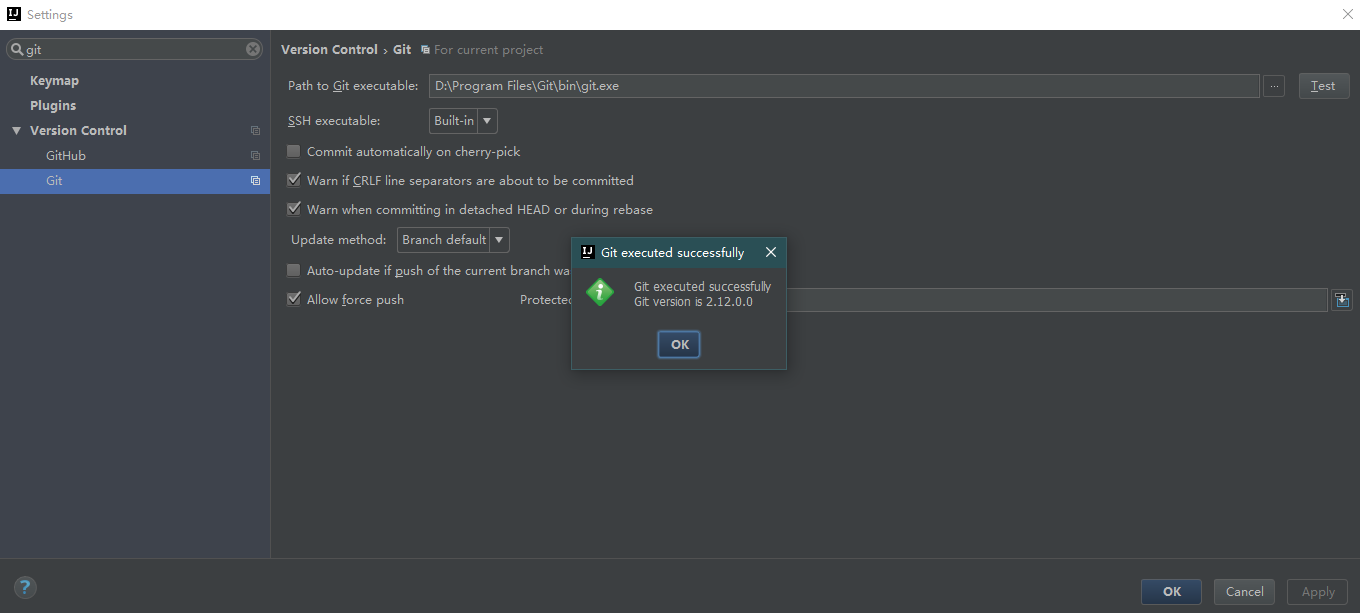 IJ Settings
git
Keymap
Plugins
Version Control
GitHub
Git
Version Control › Git For current project
Path to Git executable: D:\Program Files\Git\bin\git.exe ... Test
SSH executable: Built-in
Commit automatically on cherry-pick
Warn if CRLF line separators are about to be committed
Warn when committing in detached HEAD or during rebase
Update method: Branch default
Auto-update if push of the current branch wa
Allow force push Protected
IJ Git executed successfully
Git executed successfully
Git version is 2.12.0.0
OK
? OK Cancel Apply